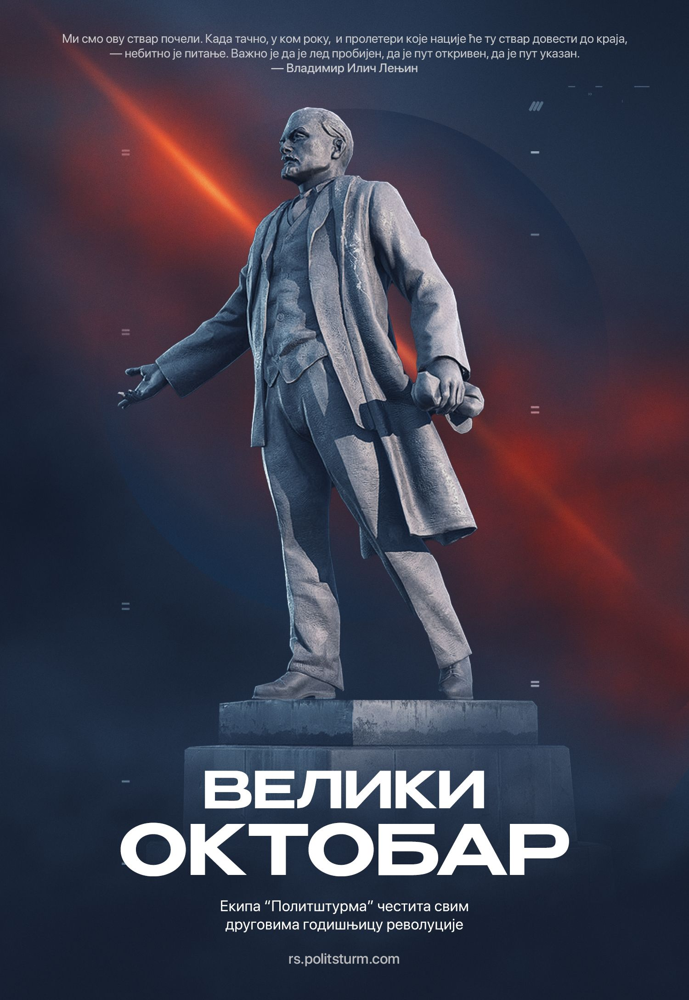 Ми смо ову ствар почели. Када тачно, у ком року, и пролетери које нације ће ту ствар довести до краја,
— небитно је питање. Важно је да је лед пробијен, да је пут откривен, да је пут указан.
— Владимир Илич Лењин
ВЕЛИКИ
ОКТОБАР
Екипа “Политштурма” честита свим
друговима годишњицу революције
rs.politsturm.com